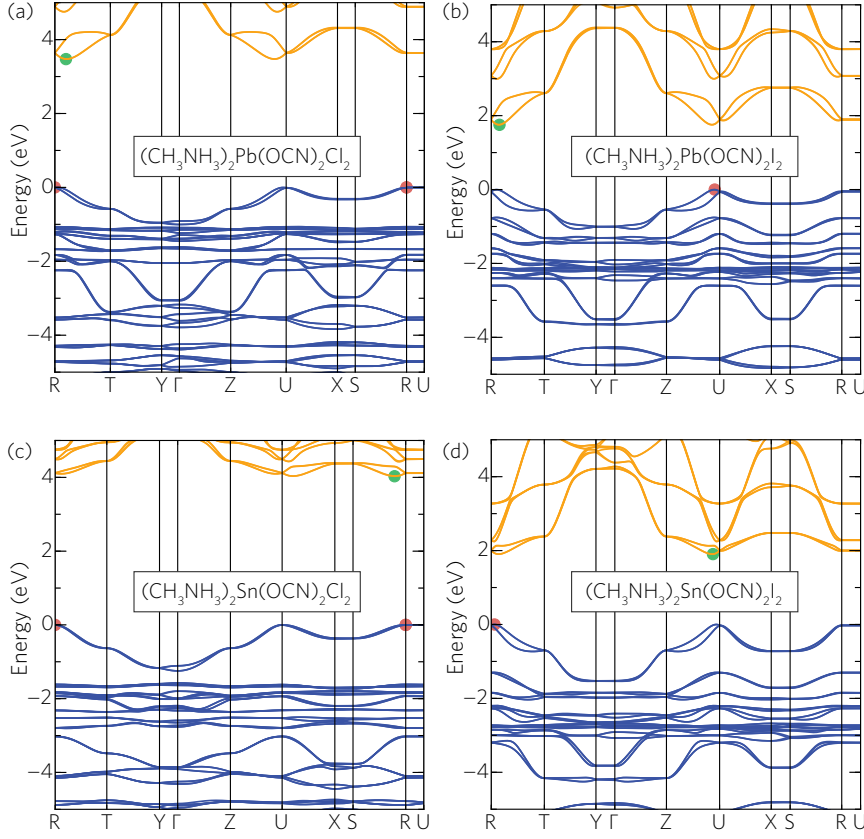 (a)
Energy (eV)
4
2
0
−2
−4
(CH₃NH₃)₂Pb(OCN)₂Cl₂
R T Y Γ Z U X S R U
(b)
Energy (eV)
4
2
0
−2
−4
(CH₃NH₃)₂Pb(OCN)₂I₂
R T Y Γ Z U X S R U
(c)
Energy (eV)
4
2
0
−2
−4
(CH₃NH₃)₂Sn(OCN)₂Cl₂
R T Y Γ Z U X S R U
(d)
Energy (eV)
4
2
0
−2
−4
(CH₃NH₃)₂Sn(OCN)₂I₂
R T Y Γ Z U X S R U